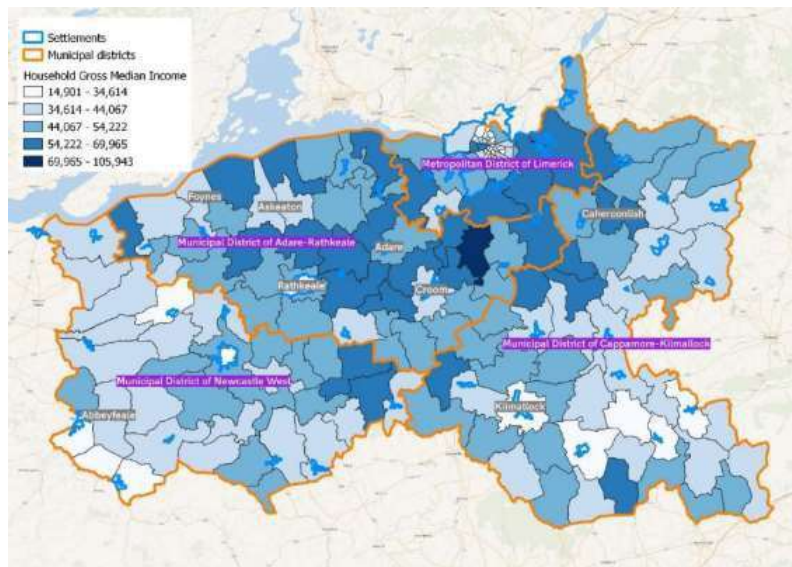 Settlements
Municipal districts
Household Gross Median Income
14,901 - 34,614
34,614 - 44,067
44,067 - 54,222
54,222 - 69,965
69,965 - 105,943
Metropolitan District of Limerick
Foynes
Askeaton
Caherconlish
Municipal District of Adare-Rathkeale
Adare
Rathkeale
Croom
Municipal District of Cappamore-Kilmallock
Municipal District of Newcastle West
Abbeyfeale
Kilmallock